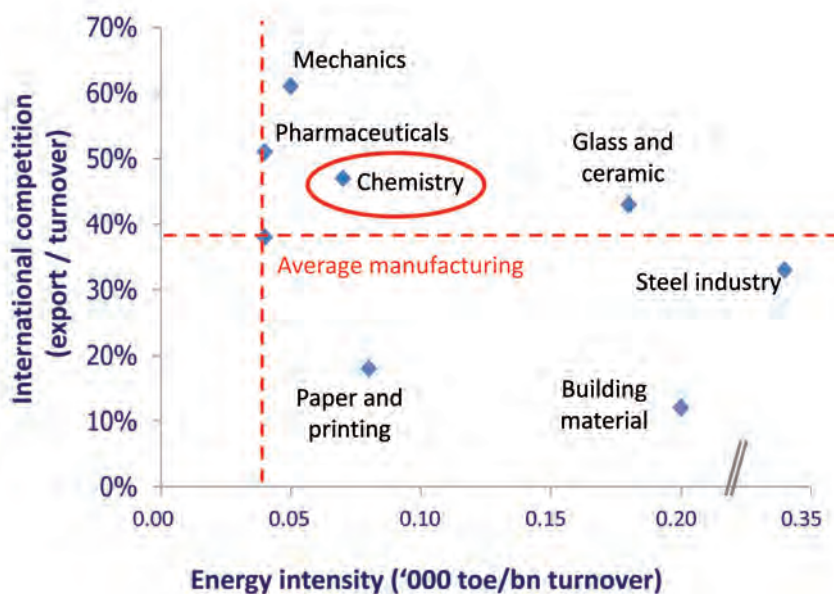 70%
60%
50%
40%
30%
20%
10%
0%
International competition
(export / turnover)
Mechanics
Pharmaceuticals
Chemistry
Glass and
ceramic
Average manufacturing
Steel industry
Paper and
printing
Building
material
0.00 0.05 0.10 0.15 0.20 0.35
Energy intensity (‘000 toe/bn turnover)